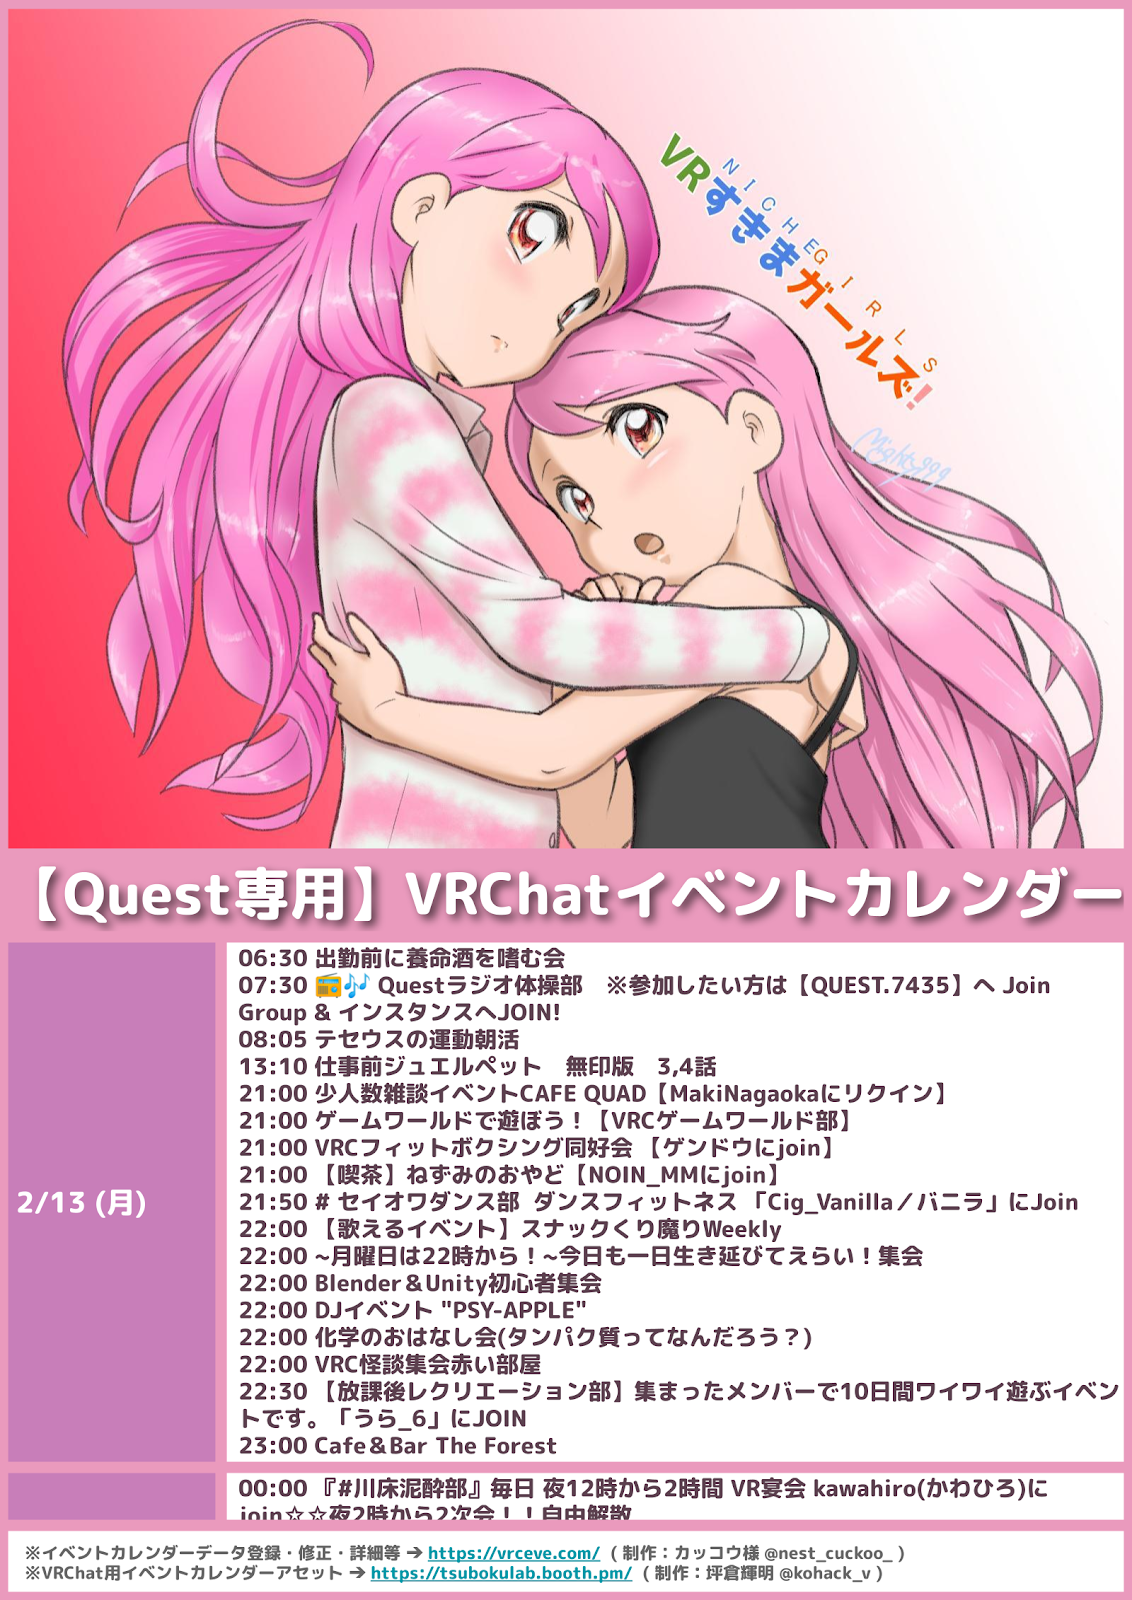 VRすきまガールズ!
NICHEGIRLS
Mighty999
【Quest専用】VRChatイベントカレンダー
2/13 (月)
06:30 出勤前に養命酒を嗜む会
07:30 📻🎶 Questラジオ体操部　※参加したい方は【QUEST.7435】へ Join
Group & インスタンスへJOIN!
08:05 テセウスの運動朝活
13:10 仕事前ジュエルペット　無印版　3,4話
21:00 少人数雑談イベントCAFE QUAD【MakiNagaokaにリクイン】
21:00 ゲームワールドで遊ぼう！【VRCゲームワールド部】
21:00 VRCフィットボクシング同好会 【ゲンドウにjoin】
21:00 【喫茶】ねずみのおやど【NOIN_MMにjoin】
21:50 # セイオワダンス部 ダンスフィットネス 「Cig_Vanilla／バニラ」にJoin
22:00 【歌えるイベント】スナックくり魔りWeekly
22:00 ~月曜日は22時から！~今日も一日生き延びてえらい！集会
22:00 Blender＆Unity初心者集会
22:00 DJイベント "PSY-APPLE"
22:00 化学のおはなし会(タンパク質ってなんだろう？)
22:00 VRC怪談集会赤い部屋
22:30 【放課後レクリエーション部】集まったメンバーで10日間ワイワイ遊ぶイベン
トです。「うら_6」にJOIN
23:00 Cafe＆Bar The Forest
00:00 『#川床泥酔部』毎日 夜12時から2時間 VR宴会 kawahiro(かわひろ)に
join☆☆夜2時から2次会！！自由解散
※イベントカレンダーデータ登録・修正・詳細等 ➔ https://vrceve.com/ ( 制作：カッコウ様 @nest_cuckoo_ )
※VRChat用イベントカレンダーアセット ➔ https://tsubokulab.booth.pm/ ( 制作：坪倉輝明 @kohack_v )